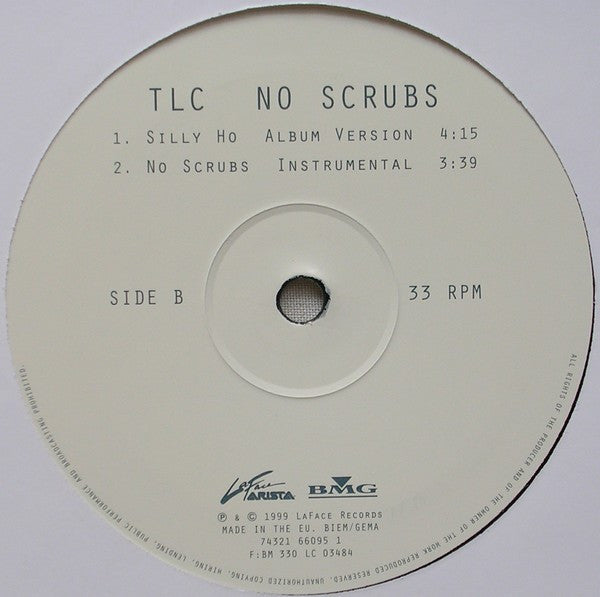 TLC NO SCRUBS
1. SILLY HO ALBUM VERSION 4:15
2. NO SCRUBS INSTRUMENTAL 3:39
SIDE B
33 RPM
LaFace
ARISTA
BMG
℗ & © 1999 LAFACE RECORDS
MADE IN THE EU. BIEM/GEMA
74321 66095 1
F:BM 330 LC 03484
ALL RIGHTS OF THE PRODUCER AND OF THE OWNER OF THE WORK REPRODUCED RESERVED. UNAUTHORIZED COPYING, HIRING, LENDING, PUBLIC PERFORMANCE AND BROADCASTING PROHIBITED.